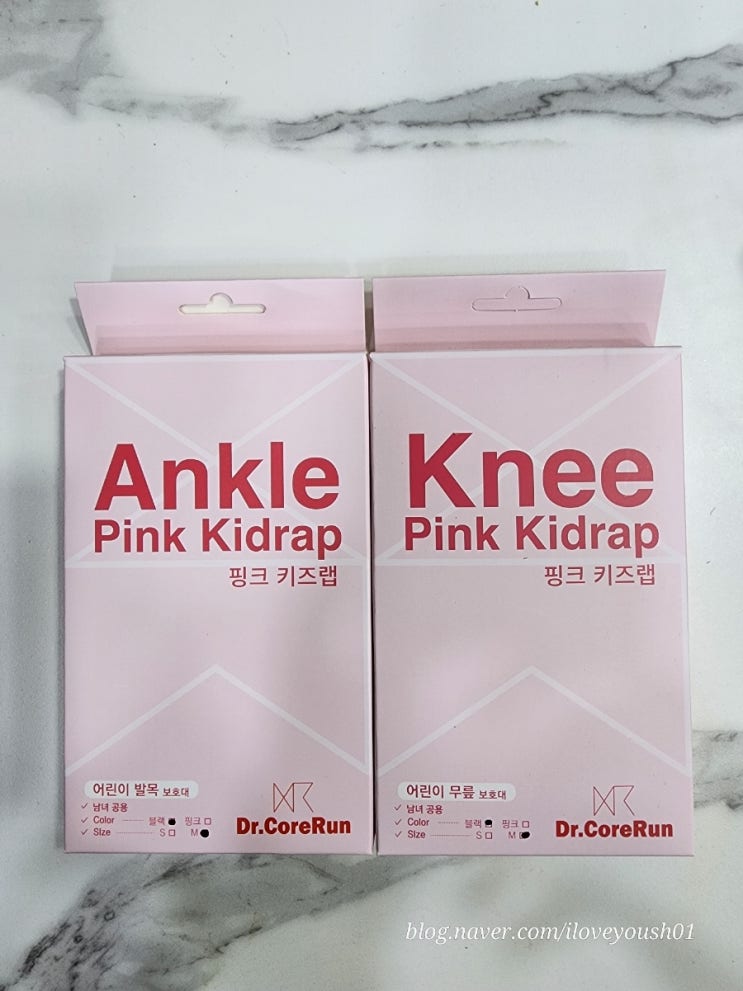 Ankle
Pink Kidrap
핑크 키즈랩
어린이 발목 보호대
✓ 남녀 공용
✓ Color 블랙 핑크
✓ Size S M
Dr.CoreRun
Knee
Pink Kidrap
핑크 키즈랩
어린이 무릎 보호대
✓ 남녀 공용
✓ Color 블랙 핑크
✓ Size S M
Dr.CoreRun
blog.naver.com/iloveyoush01